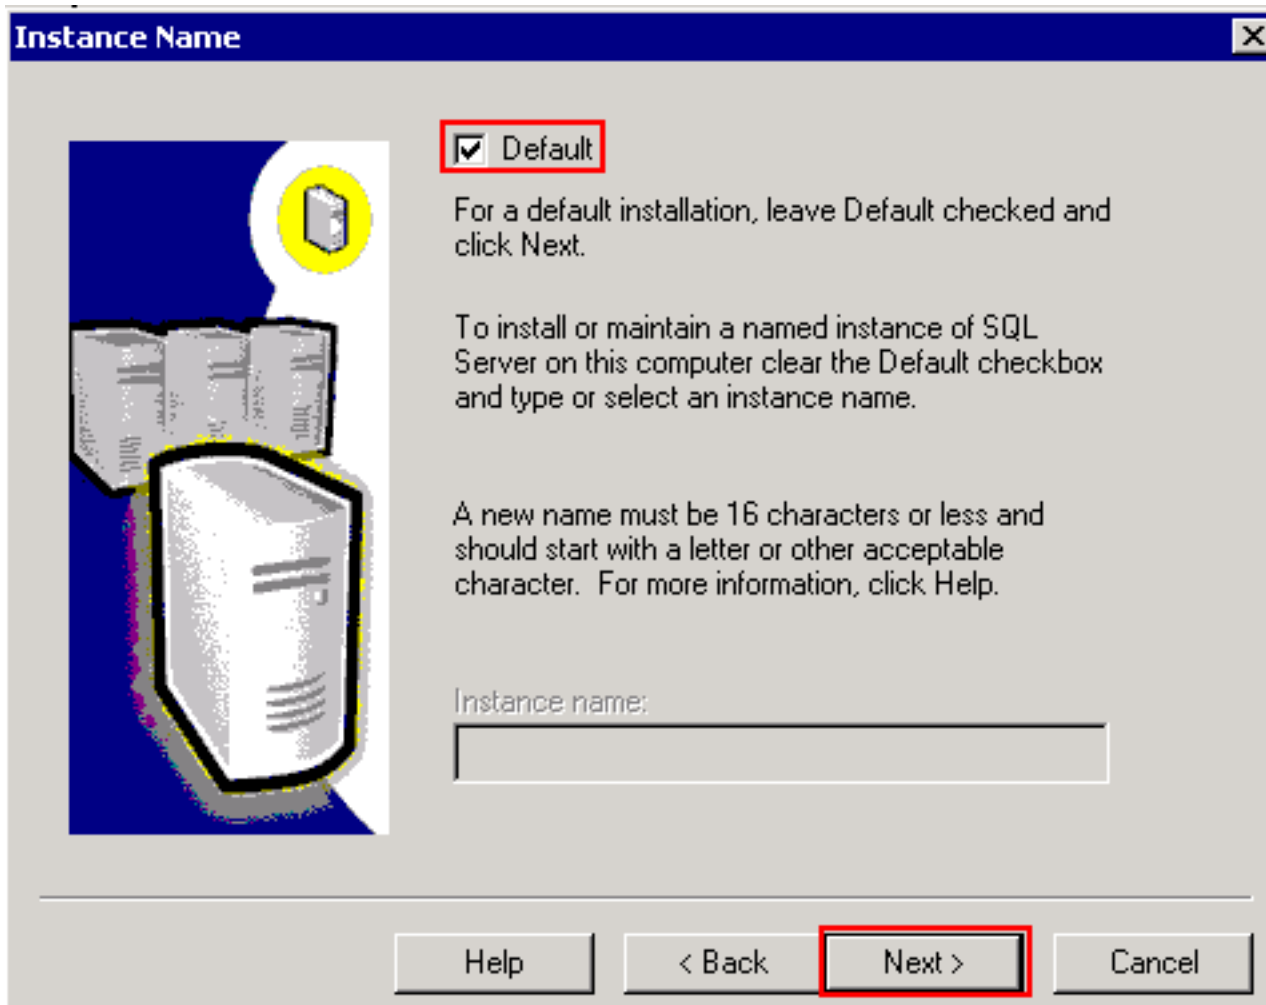 Instance Name
Default
For a default installation, leave Default checked and
click Next.
To install or maintain a named instance of SQL
Server on this computer clear the Default checkbox
and type or select an instance name.
A new name must be 16 characters or less and
should start with a letter or other acceptable
character.  For more information, click Help.
Instance name:
Help
< Back
Next >
Cancel